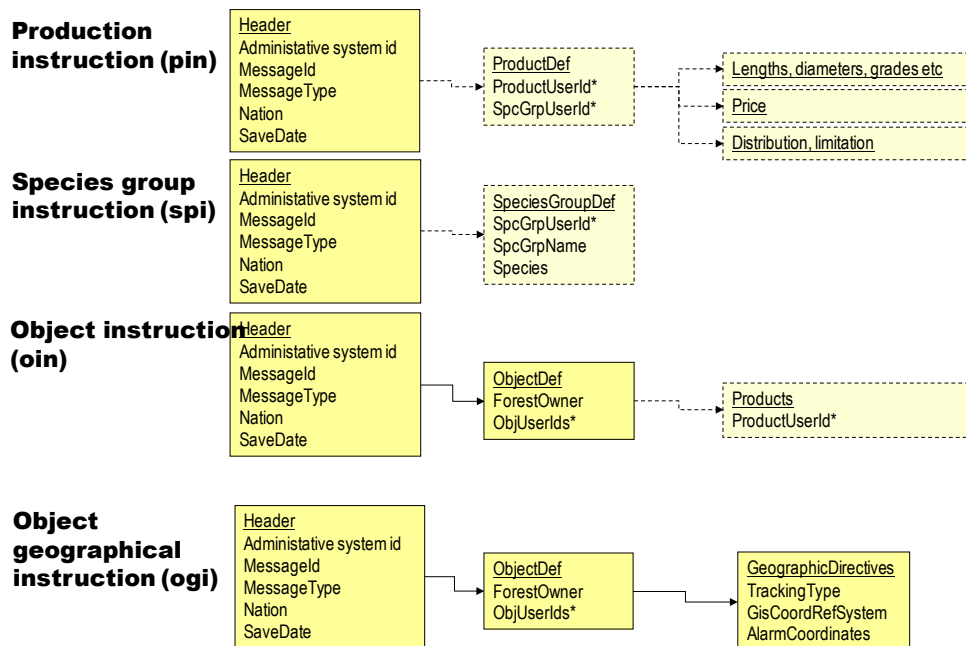 Production
instruction (pin)
Header
Administative system id
MessageId
MessageType
Nation
SaveDate
ProductDef
ProductUserId*
SpcGrpUserId*
Lengths, diameters, grades etc
Price
Distribution, limitation
Species group
instruction (spi)
Header
Administative system id
MessageId
MessageType
Nation
SaveDate
SpeciesGroupDef
SpcGrpUserId*
SpcGrpName
Species
Object instruction
(oin)
Header
Administative system id
MessageId
MessageType
Nation
SaveDate
ObjectDef
ForestOwner
ObjUserIds*
Products
ProductUserId*
Object
geographical
instruction (ogi)
Header
Administative system id
MessageId
MessageType
Nation
SaveDate
ObjectDef
ForestOwner
ObjUserIds*
GeographicDirectives
TrackingType
GisCoordRefSystem
AlarmCoordinates